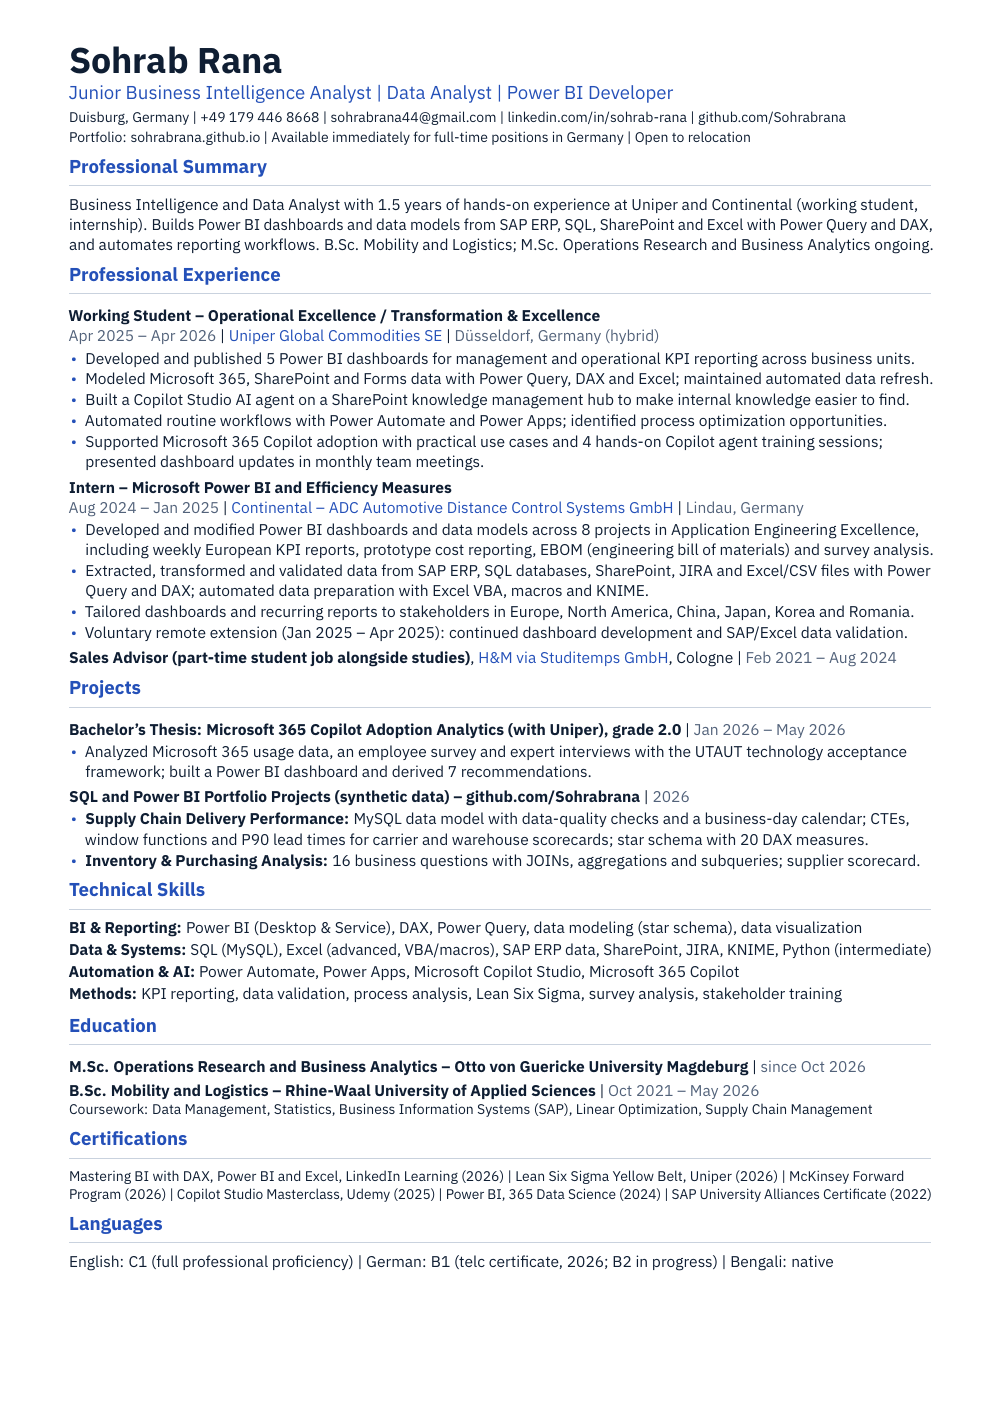 Sohrab Rana
Junior Business Intelligence Analyst | Data Analyst | Power BI Developer
Duisburg, Germany | +49 179 446 8668 | sohrabrana44@gmail.com | linkedin.com/in/sohrab-rana | github.com/Sohrabrana
Portfolio: sohrabrana.github.io | Available immediately for full-time positions in Germany | Open to relocation
Professional Summary
Business Intelligence and Data Analyst with 1.5 years of hands-on experience at Uniper and Continental (working student,
internship). Builds Power BI dashboards and data models from SAP ERP, SQL, SharePoint and Excel with Power Query and DAX,
and automates reporting workflows. B.Sc. Mobility and Logistics; M.Sc. Operations Research and Business Analytics ongoing.
Professional Experience
Working Student – Operational Excellence / Transformation & Excellence
Apr 2025 – Apr 2026 | Uniper Global Commodities SE | Düsseldorf, Germany (hybrid)
• Developed and published 5 Power BI dashboards for management and operational KPI reporting across business units.
• Modeled Microsoft 365, SharePoint and Forms data with Power Query, DAX and Excel; maintained automated data refresh.
• Built a Copilot Studio AI agent on a SharePoint knowledge management hub to make internal knowledge easier to find.
• Automated routine workflows with Power Automate and Power Apps; identified process optimization opportunities.
• Supported Microsoft 365 Copilot adoption with practical use cases and 4 hands-on Copilot agent training sessions;
presented dashboard updates in monthly team meetings.
Intern – Microsoft Power BI and Efficiency Measures
Aug 2024 – Jan 2025 | Continental – ADC Automotive Distance Control Systems GmbH | Lindau, Germany
• Developed and modified Power BI dashboards and data models across 8 projects in Application Engineering Excellence,
including weekly European KPI reports, prototype cost reporting, EBOM (engineering bill of materials) and survey analysis.
• Extracted, transformed and validated data from SAP ERP, SQL databases, SharePoint, JIRA and Excel/CSV files with Power
Query and DAX; automated data preparation with Excel VBA, macros and KNIME.
• Tailored dashboards and recurring reports to stakeholders in Europe, North America, China, Japan, Korea and Romania.
• Voluntary remote extension (Jan 2025 – Apr 2025): continued dashboard development and SAP/Excel data validation.
Sales Advisor (part-time student job alongside studies), H&M via Studitemps GmbH, Cologne | Feb 2021 – Aug 2024
Projects
Bachelor’s Thesis: Microsoft 365 Copilot Adoption Analytics (with Uniper), grade 2.0 | Jan 2026 – May 2026
• Analyzed Microsoft 365 usage data, an employee survey and expert interviews with the UTAUT technology acceptance
framework; built a Power BI dashboard and derived 7 recommendations.
SQL and Power BI Portfolio Projects (synthetic data) – github.com/Sohrabrana | 2026
• Supply Chain Delivery Performance: MySQL data model with data-quality checks and a business-day calendar; CTEs,
window functions and P90 lead times for carrier and warehouse scorecards; star schema with 20 DAX measures.
• Inventory & Purchasing Analysis: 16 business questions with JOINs, aggregations and subqueries; supplier scorecard.
Technical Skills
BI & Reporting: Power BI (Desktop & Service), DAX, Power Query, data modeling (star schema), data visualization
Data & Systems: SQL (MySQL), Excel (advanced, VBA/macros), SAP ERP data, SharePoint, JIRA, KNIME, Python (intermediate)
Automation & AI: Power Automate, Power Apps, Microsoft Copilot Studio, Microsoft 365 Copilot
Methods: KPI reporting, data validation, process analysis, Lean Six Sigma, survey analysis, stakeholder training
Education
M.Sc. Operations Research and Business Analytics – Otto von Guericke University Magdeburg | since Oct 2026
B.Sc. Mobility and Logistics – Rhine-Waal University of Applied Sciences | Oct 2021 – May 2026
Coursework: Data Management, Statistics, Business Information Systems (SAP), Linear Optimization, Supply Chain Management
Certifications
Mastering BI with DAX, Power BI and Excel, LinkedIn Learning (2026) | Lean Six Sigma Yellow Belt, Uniper (2026) | McKinsey Forward
Program (2026) | Copilot Studio Masterclass, Udemy (2025) | Power BI, 365 Data Science (2024) | SAP University Alliances Certificate (2022)
Languages
English: C1 (full professional proficiency) | German: B1 (telc certificate, 2026; B2 in progress) | Bengali: native